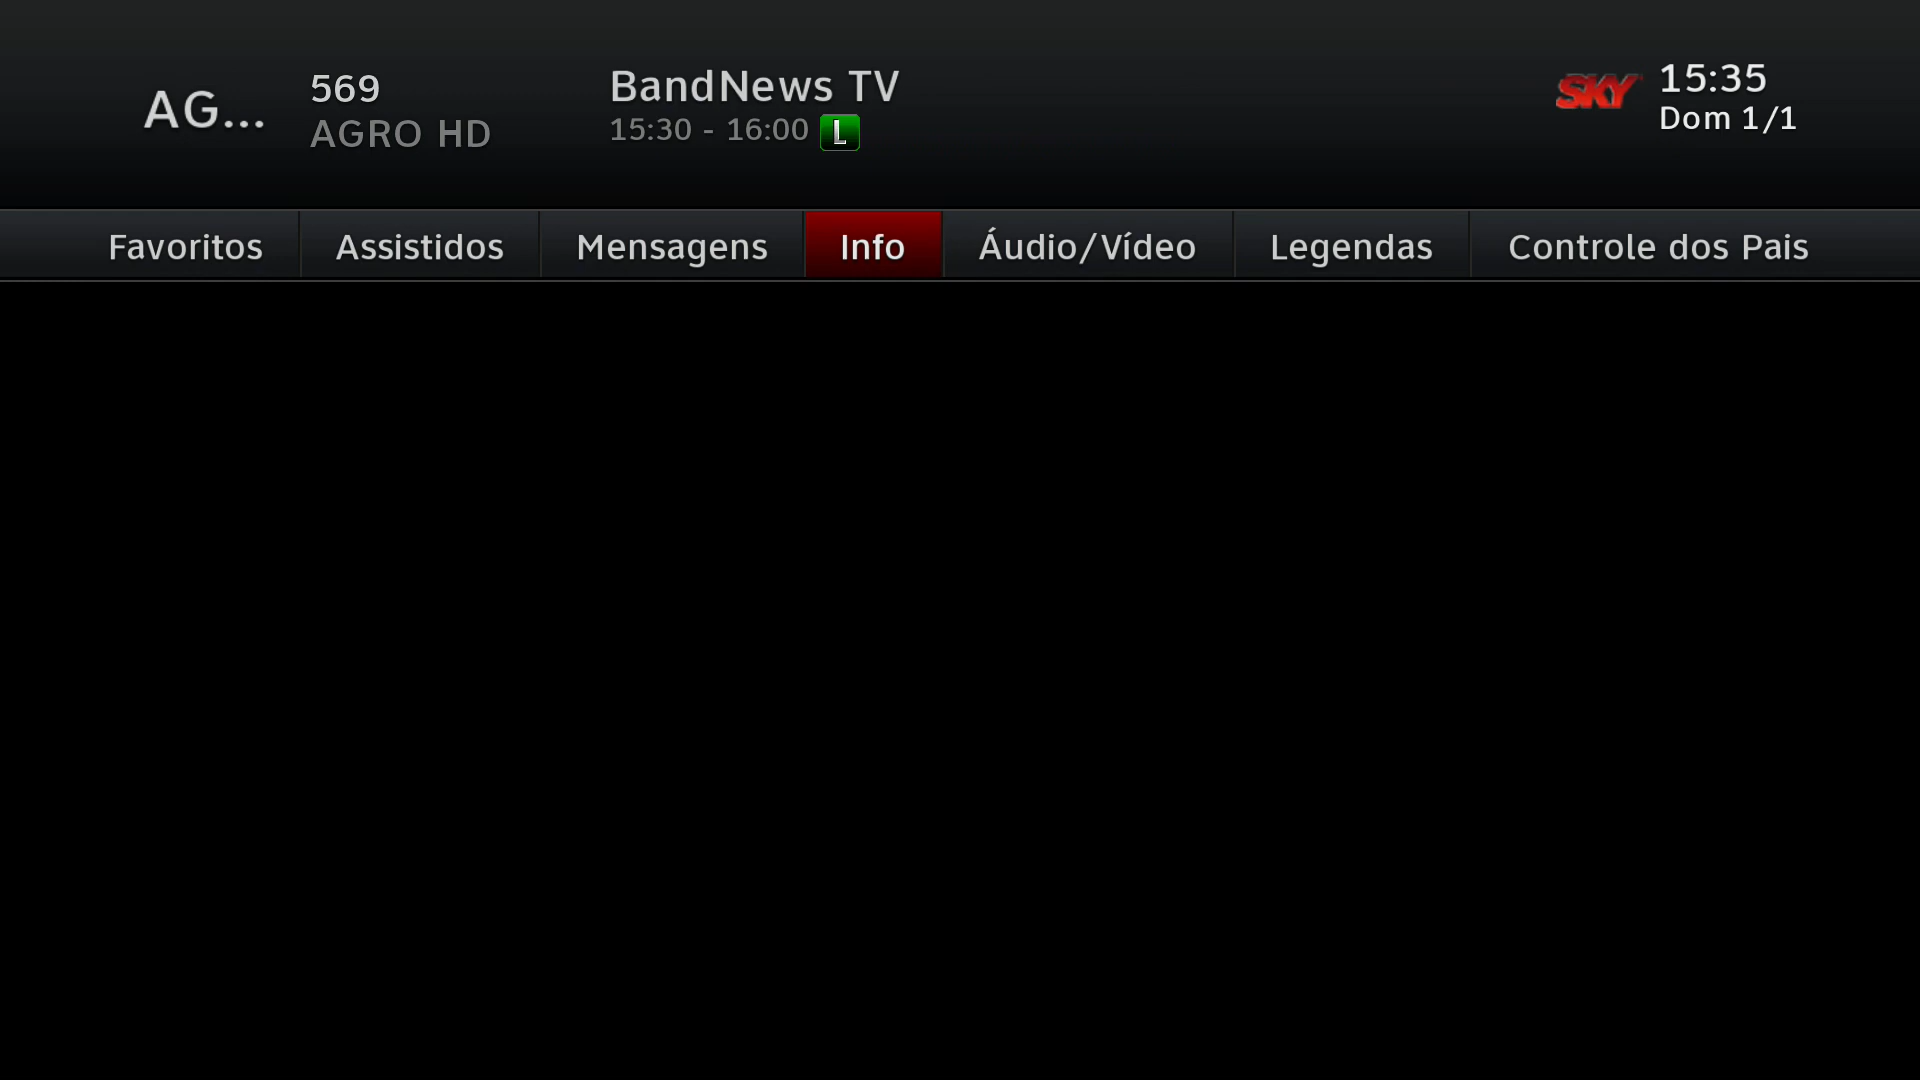 AG...
569
AGRO HD
BandNews TV
15:30 - 16:00 L
SKY
15:35
Dom 1/1
Favoritos
Assistidos
Mensagens
Info
Áudio/Vídeo
Legendas
Controle dos Pais